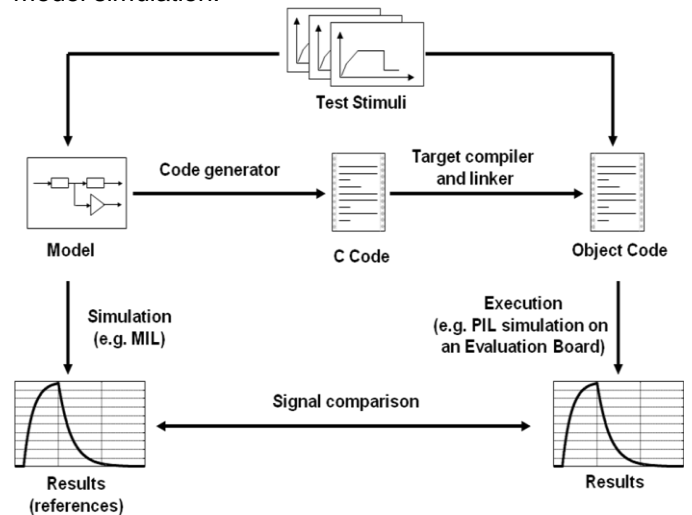 model simulation.
Test Stimuli
Code generator
Target compiler
and linker
Model
C Code
Object Code
Simulation
(e.g. MIL)
Execution
(e.g. PIL simulation on
an Evaluation Board)
Signal comparison
Results
(references)
Results